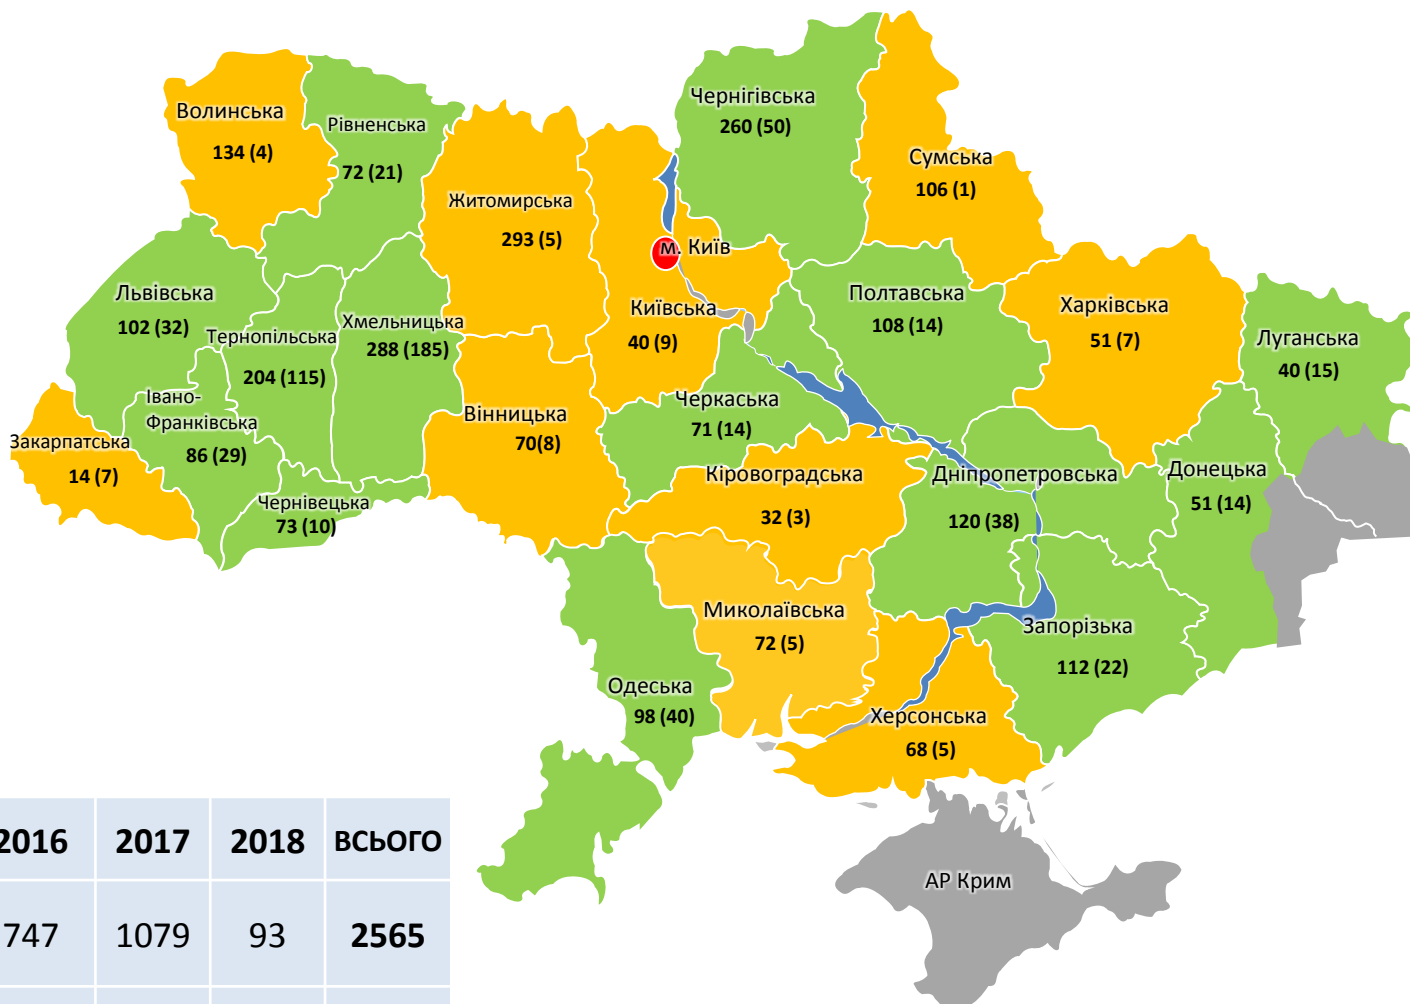 Волинська
134 (4)
Рівненська
72 (21)
Житомирська
293 (5)
Чернігівська
260 (50)
Сумська
106 (1)
м. Київ
Київська
40 (9)
Львівська
102 (32)
Тернопільська
204 (115)
Хмельницька
288 (185)
Івано-
Франківська
86 (29)
Закарпатська
14 (7)
Чернівецька
73 (10)
Вінницька
70(8)
Черкаська
71 (14)
Полтавська
108 (14)
Харківська
51 (7)
Луганська
40 (15)
Кіровоградська
32 (3)
Дніпропетровська
120 (38)
Донецька
51 (14)
Миколаївська
72 (5)
Запорізька
112 (22)
Одеська
98 (40)
Херсонська
68 (5)
АР Крим
2016 2017 2018 ВСЬОГО
747 1079 93 2565